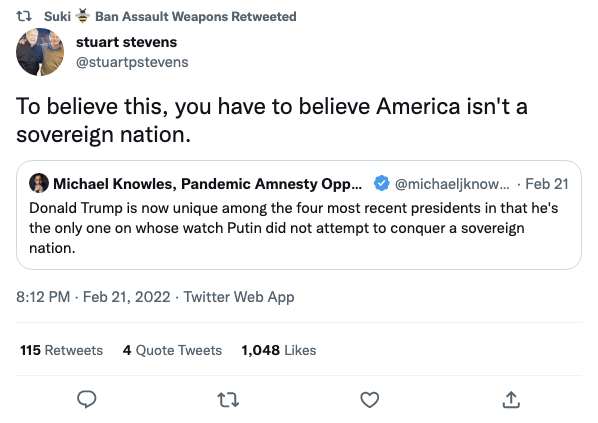 Suki 🐝 Ban Assault Weapons Retweeted
stuart stevens
@stuartpstevens
To believe this, you have to believe America isn't a
sovereign nation.
Michael Knowles, Pandemic Amnesty Opp... @michaeljknow... · Feb 21
Donald Trump is now unique among the four most recent presidents in that he's
the only one on whose watch Putin did not attempt to conquer a sovereign
nation.
8:12 PM · Feb 21, 2022 · Twitter Web App
115 Retweets 4 Quote Tweets 1,048 Likes